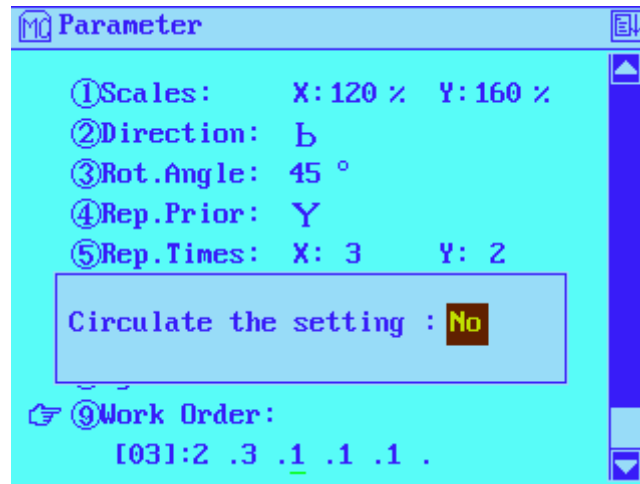 MC Parameter
①Scales: X:120 % Y:160 %
②Direction: Ь
③Rot.Angle: 45 °
④Rep.Prior: Y
⑤Rep.Times: X: 3 Y: 2
Circulate the setting : No
⑨Work Order:
[03]:2 .3 .1 .1 .1 .